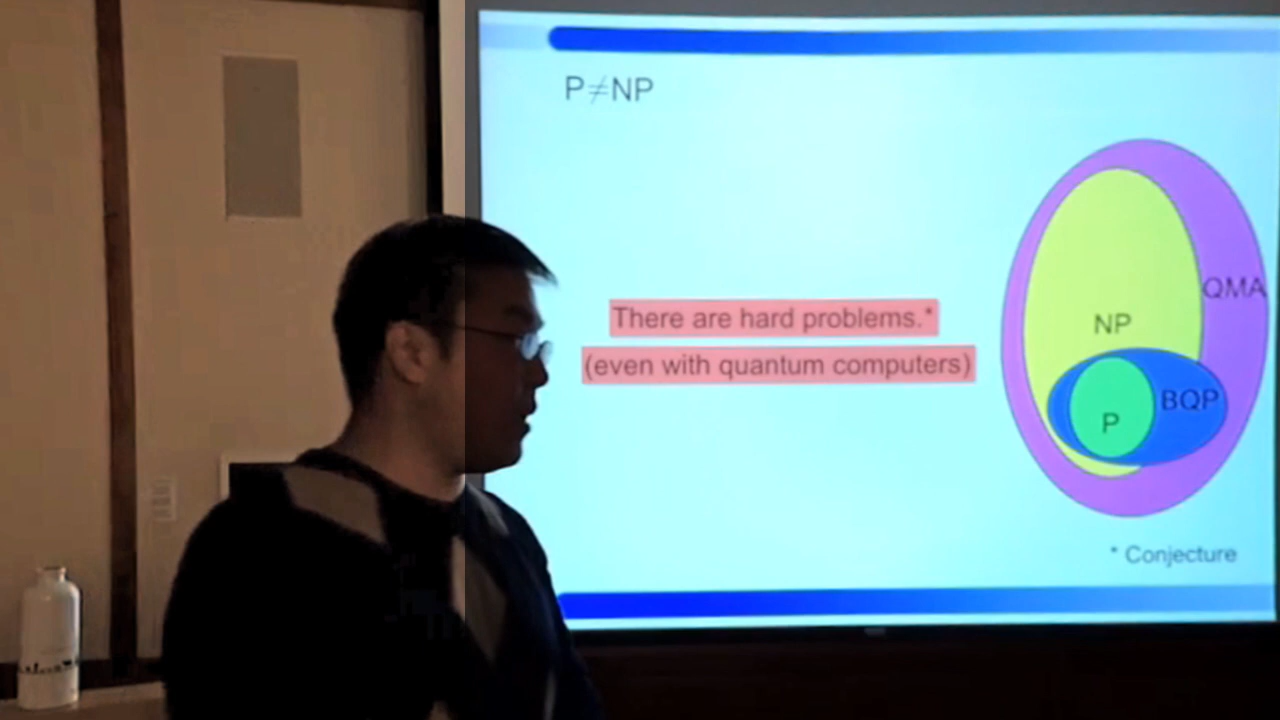 P≠NP
There are hard problems.*
(even with quantum computers)
QMA
NP
BQP
P
* Conjecture